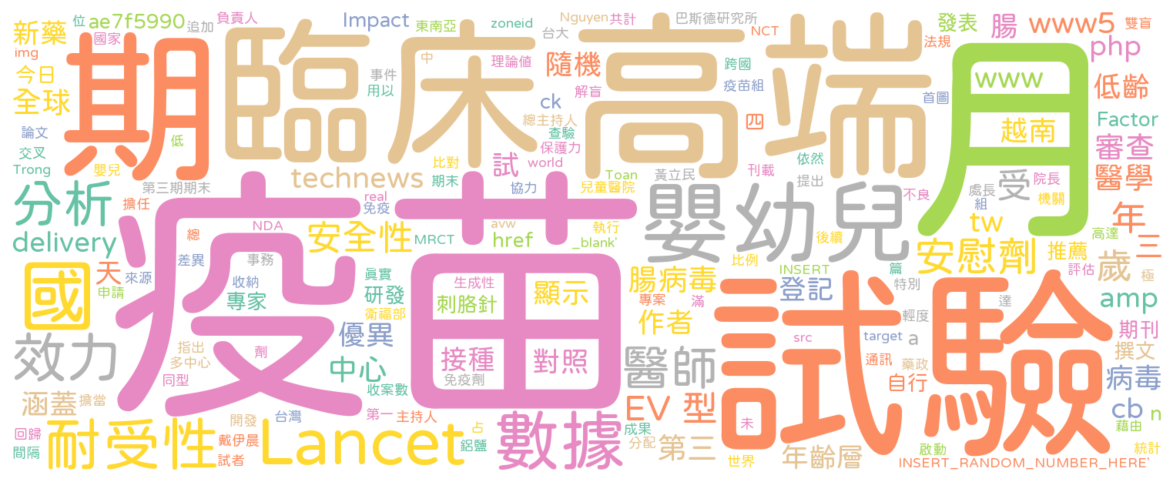 新藥
ae7f5990
位
國家
負責人
追加
Impact
東南亞
zoneid
Nguyen
共計
巴斯德研究所
台大
NCT
發表
腸
www5
雙盲
法規
php
img
今日
全球
期
臨床
高端
月
事件
用以
中
理論值
隨機
解盲
疫苗組
跨國
首圖
www
低齡
論文
交叉
Trong
嬰兒
低
technews
比對
期末
ck
總主持人
查驗
保護力
world
試
四
依然
越南
Factor
審查
醫學
分析
第三期期末
擔任
總
real
免疫
協力
Toan
兒童醫院
黃立民
刊載
提出
不良
受
處長
組
院長
機關
delivery
NDA
安全性
MRCT
avw
href
執行
_blank'
嬰幼兒
後續
tw
年
國
天
來源
差異
事務
疫苗
生成性
刺胳針
顯示
腸病毒
比例
INSERT
篇
安慰劑
推薦
高達
評估
歲
三
極
申請
收納
專家
真實
研發
衛福部
專案
滿
登記
特別
達
amp
效力
指出
多中心
劑
優異
作者
試驗
輕度
target
a
期刊
同型
中心
收案數
接種
對照
免疫劑
醫師
src
通訊
藥政
撰文
自行
病毒
涵蓋
擔當
台灣
第一
主持人
EV
型
未
cb
n
藉由
回歸
間隔
耐受性
開發
戴伊晨
試者
Lancet
占
鋁鹽
數據
成果
分配
第三
世界
年齡層
啟動
統計
INSERT_RANDOM_NUMBER_HERE'